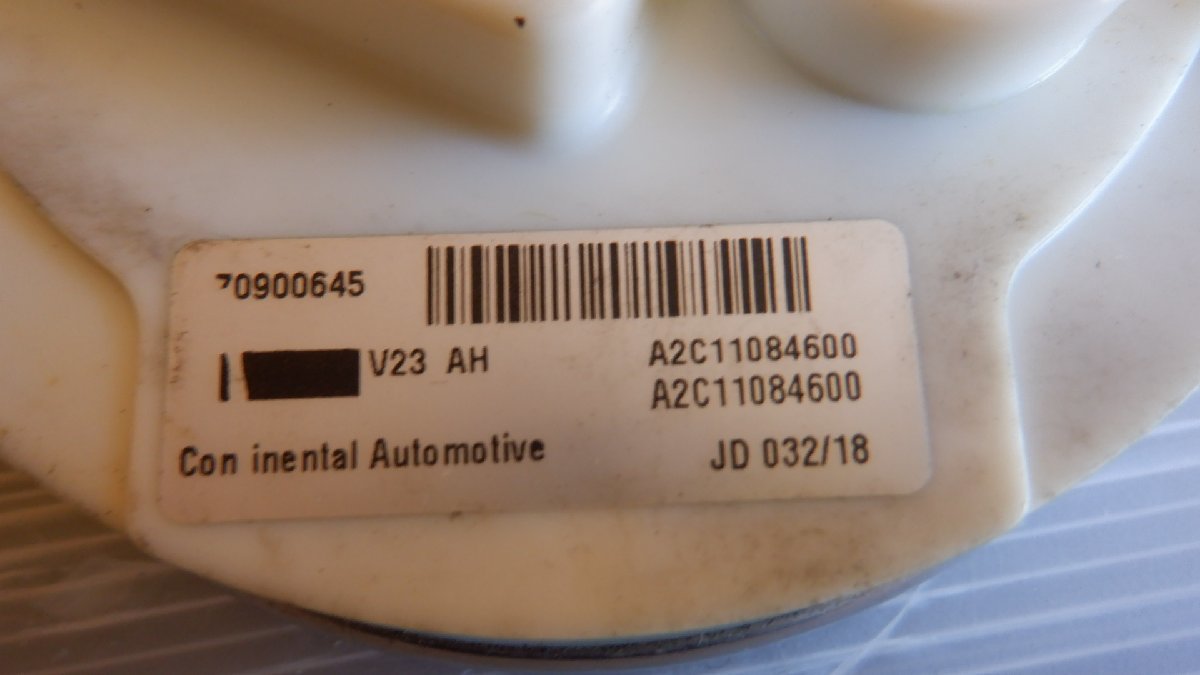 70900645
V23 AH A2C11084600
A2C11084600
Con inental Automotive JD 032/18